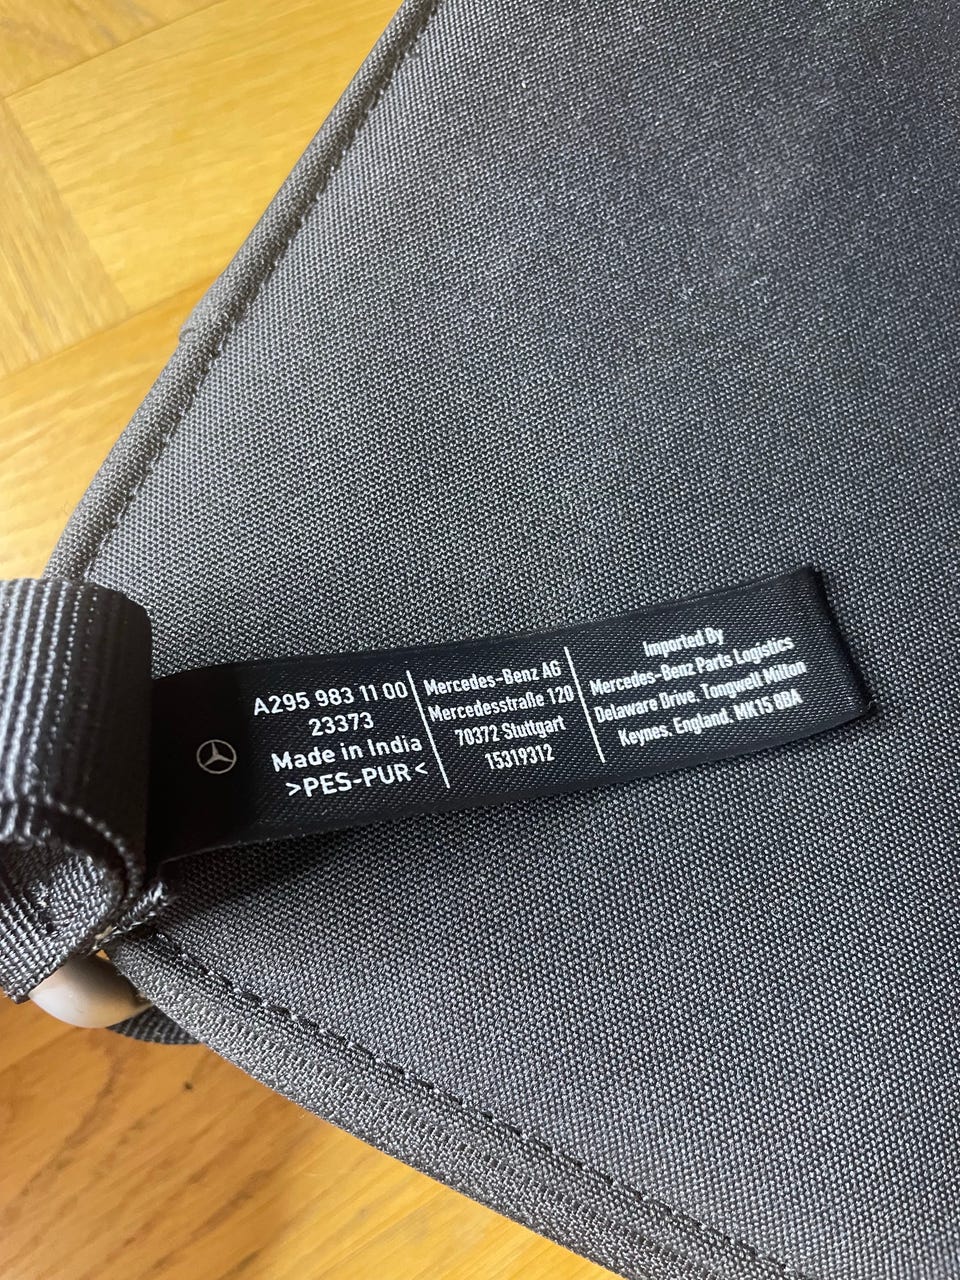 A295 983 11 00
23373
Made in India
>PES-PUR<
Mercedes-Benz AG
Mercedesstraße 120
70372 Stuttgart
15319312
Imported By
Mercedes-Benz Parts Logistics
Delaware Drive, Tongwell Milton
Keynes, England, MK15 8BA